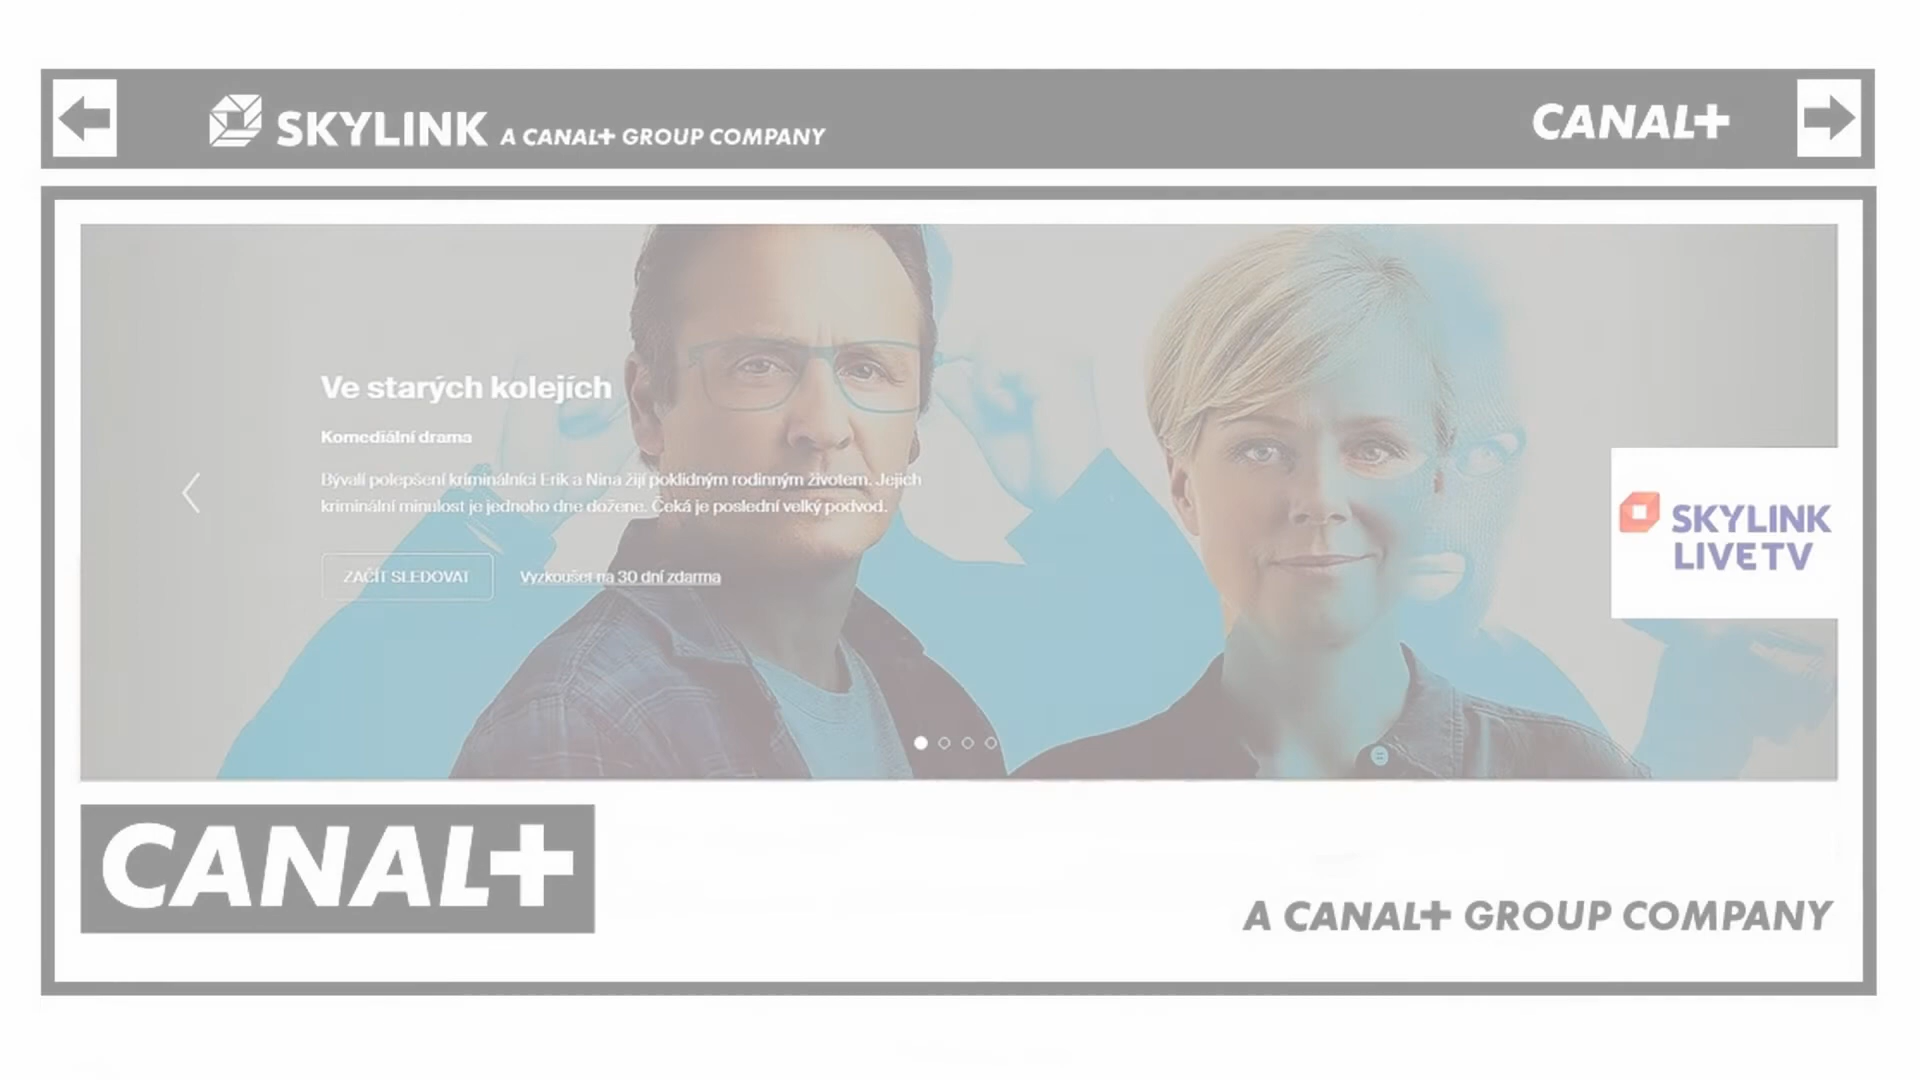 SKYLINK A CANAL+ GROUP COMPANY
CANAL+
Ve starých kolejích
Komediální drama
Bývalí polepšení kriminálníci Erik a Nina žijí poklidným rodinným životem. Jejich
kriminální minulost je jednoho dne dožene. Čeká je poslední velký podvod.
ZAČÍT SLEDOVAT
Vyzkoušet na 30 dní zdarma
SKYLINK
LIVE TV
CANAL+
A CANAL+ GROUP COMPANY